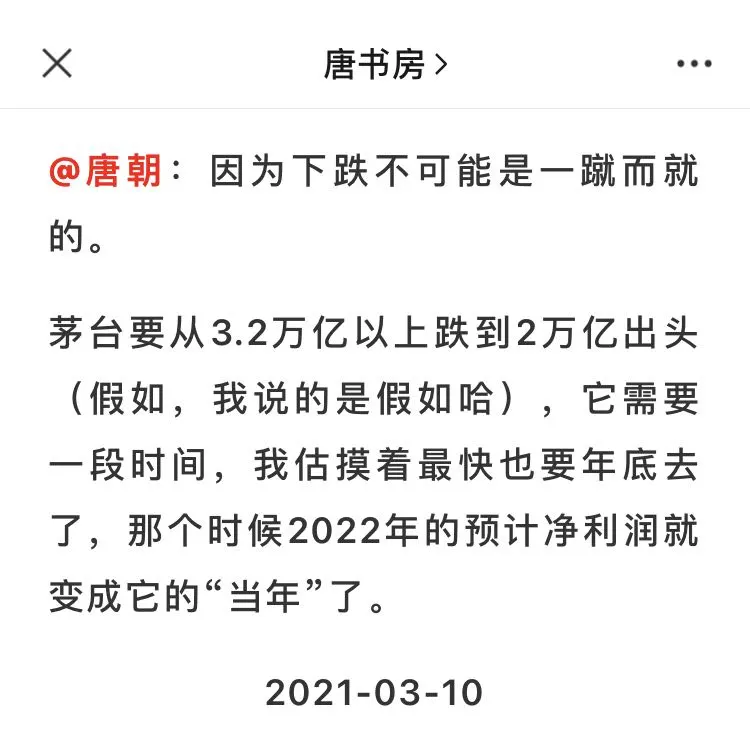 唐书房
@唐朝：因为下跌不可能是一蹴而就
的。
茅台要从3.2万亿以上跌到2万亿出头
（假如，我说的是假如哈），它需要
一段时间，我估摸着最快也要年底去
了，那个时候2022年的预计净利润就
变成它的“当年”了。
2021-03-10